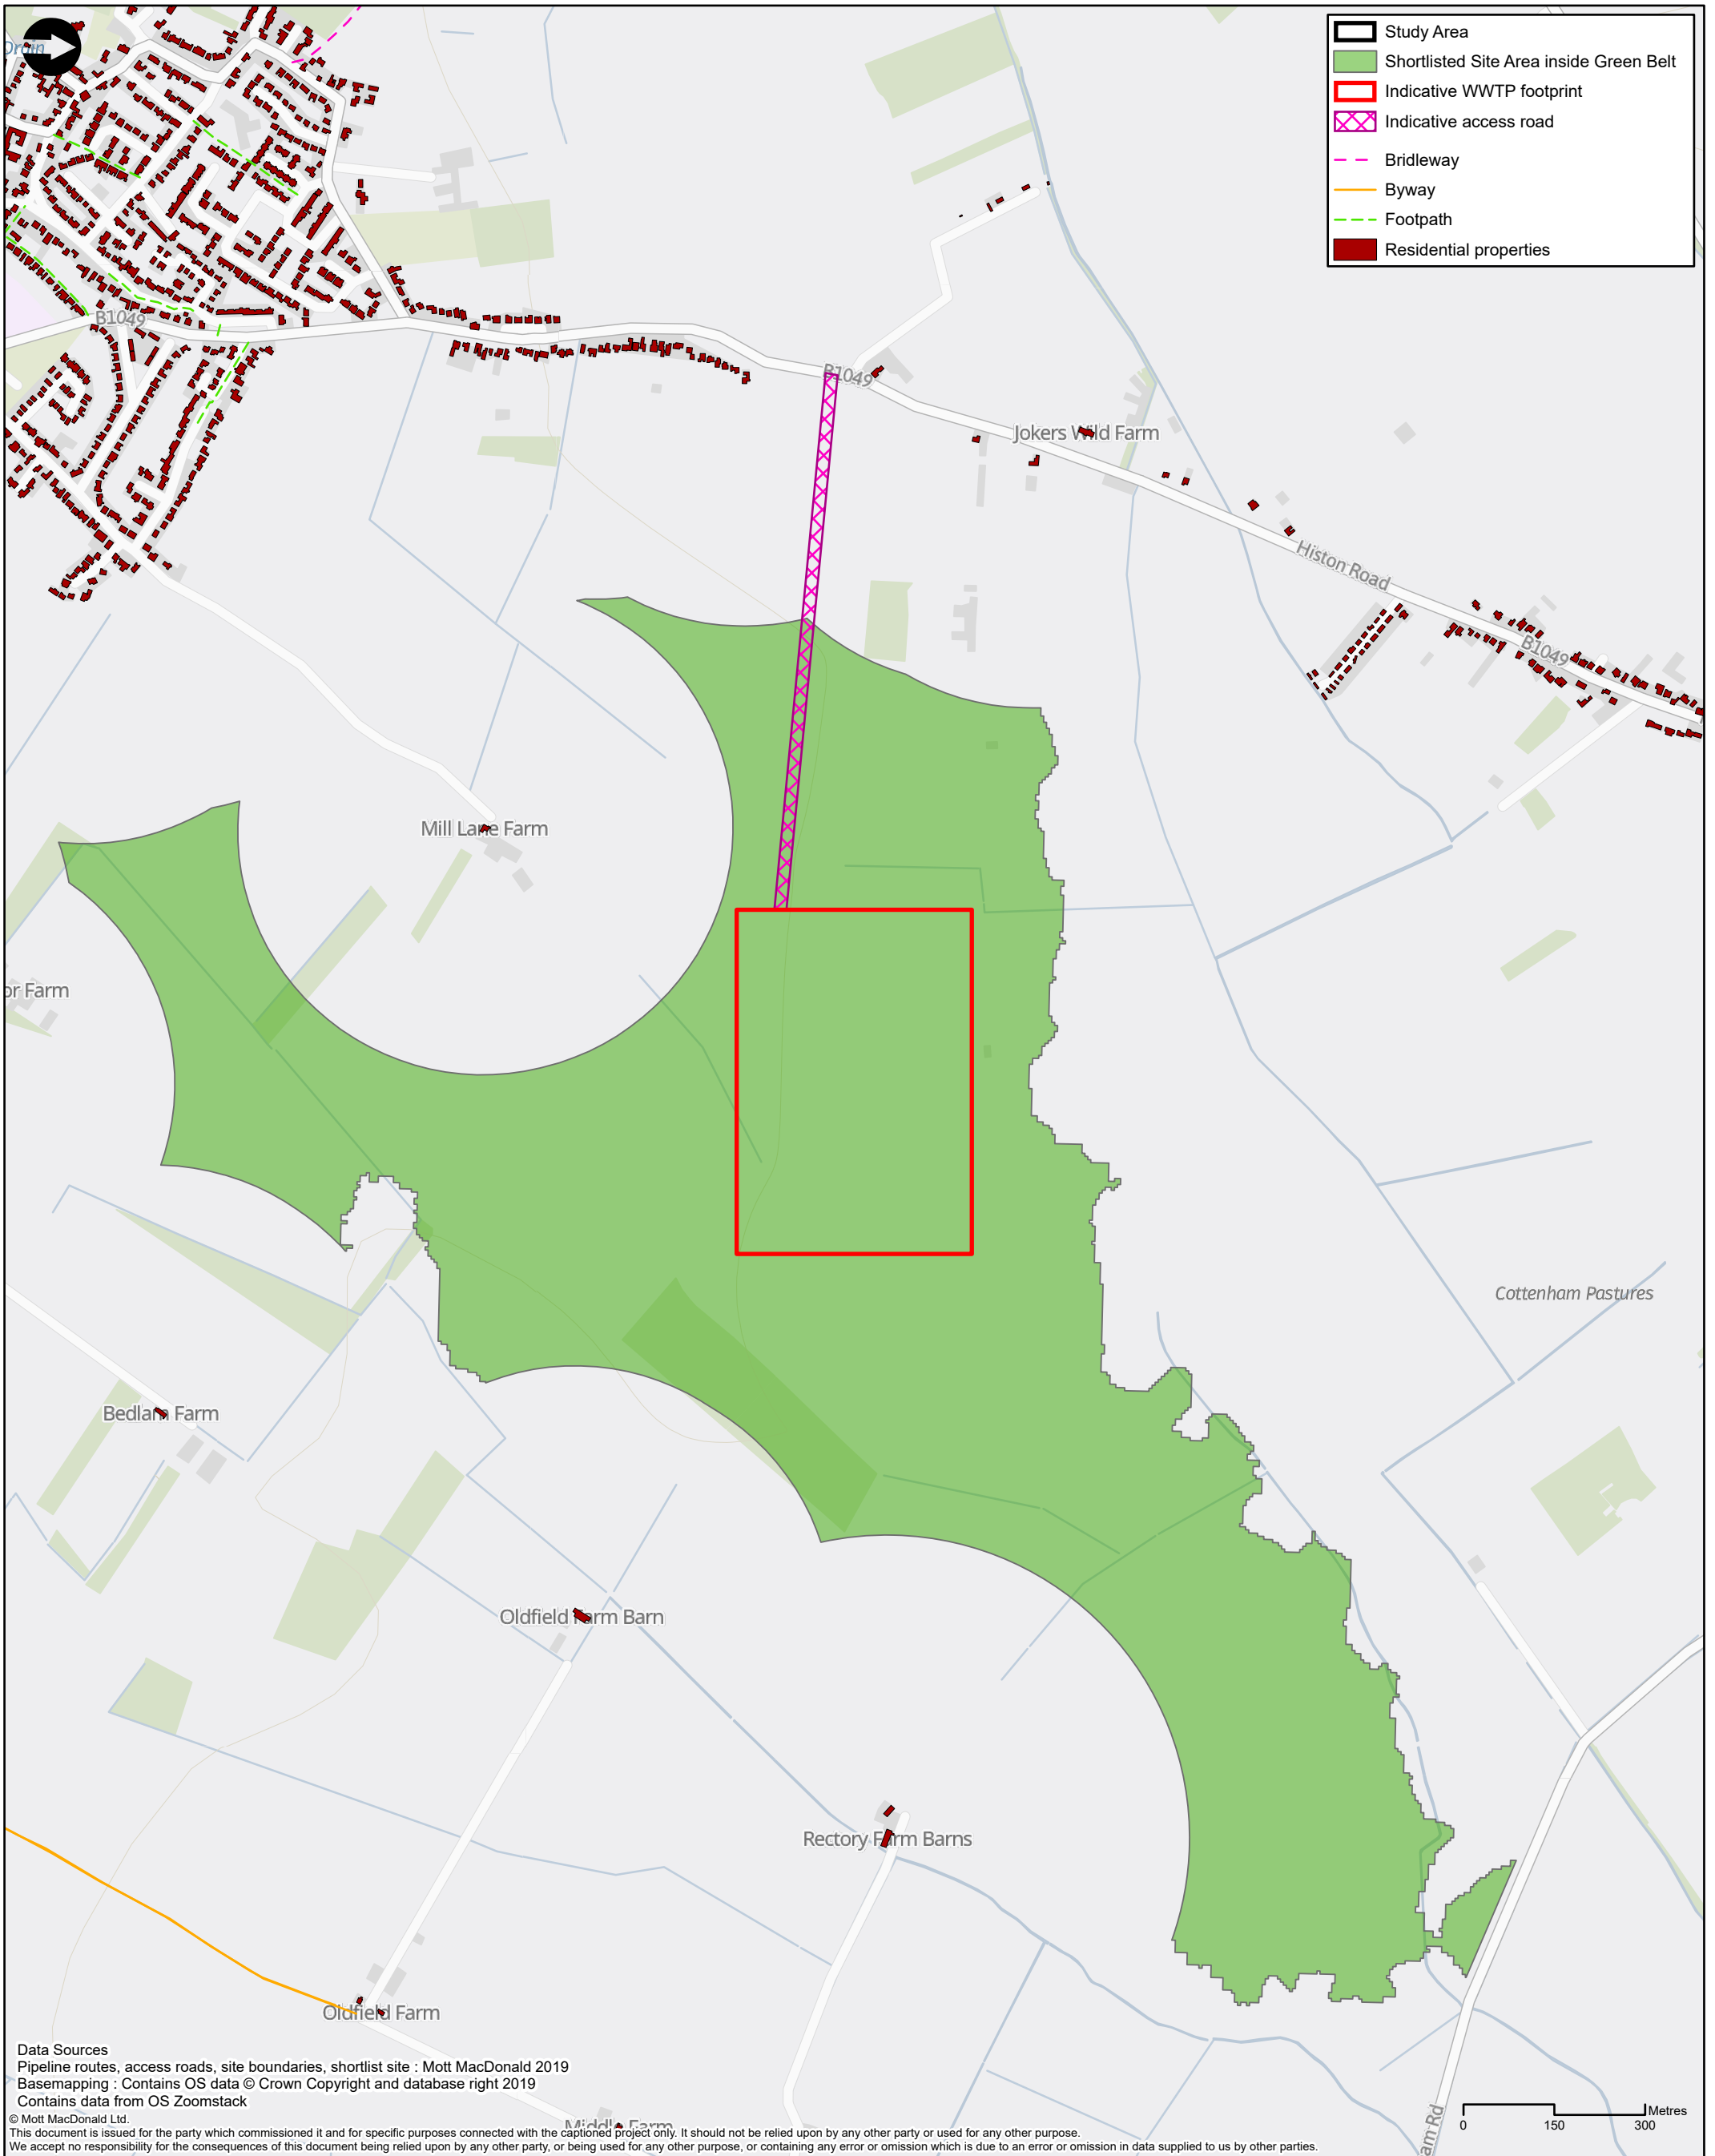 Drain
Study Area
Shortlisted Site Area inside Green Belt
Indicative WWTP footprint
Indicative access road
Bridleway
Byway
Footpath
Residential properties
B1049
B1049
Jokers Wild Farm
Histon Road
B1049
Mill Lane Farm
or Farm
Cottenham Pastures
Bedlam Farm
Oldfield Farm Barn
Rectory Farm Barns
Oldfield Farm
Middle Farm
am Rd
Metres
0 150 300
Data Sources
Pipeline routes, access roads, site boundaries, shortlist site : Mott MacDonald 2019
Basemapping : Contains OS data © Crown Copyright and database right 2019
Contains data from OS Zoomstack
© Mott MacDonald Ltd.
This document is issued for the party which commissioned it and for specific purposes connected with the captioned project only. It should not be relied upon by any other party or used for any other purpose.
We accept no responsibility for the consequences of this document being relied upon by any other party, or being used for any other purpose, or containing any error or omission which is due to an error or omission in data supplied to us by other parties.